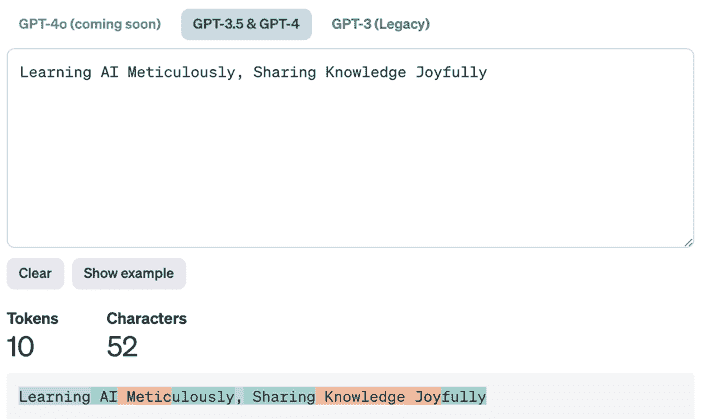 GPT-4o (coming soon) GPT-3.5 & GPT-4 GPT-3 (Legacy)
Learning AI Meticulously, Sharing Knowledge Joyfully
Clear Show example
Tokens Characters
10 52
Learning AI Meticulously, Sharing Knowledge Joyfully